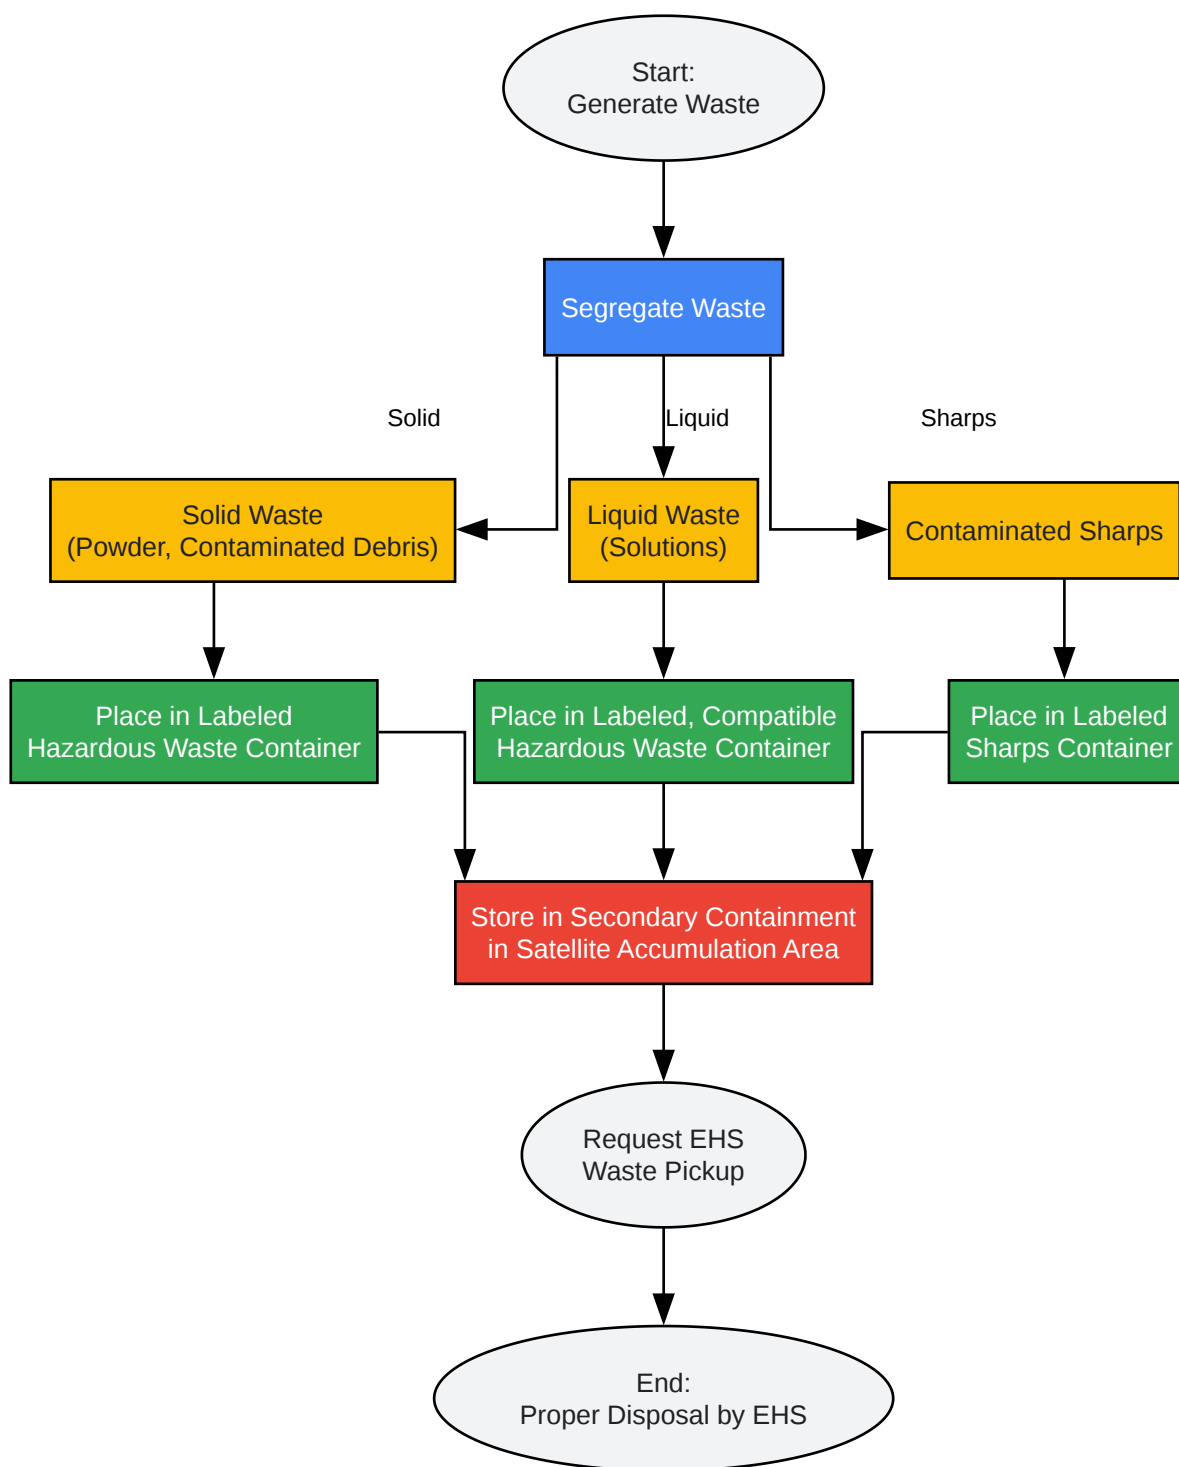 Start:
Generate Waste
Segregate Waste
Solid
Liquid
Sharps
Solid Waste
(Powder, Contaminated Debris)
Liquid Waste
(Solutions)
Contaminated Sharps
Place in Labeled
Hazardous Waste Container
Place in Labeled, Compatible
Hazardous Waste Container
Place in Labeled
Sharps Container
Store in Secondary Containment
in Satellite Accumulation Area
Request EHS
Waste Pickup
End:
Proper Disposal by EHS